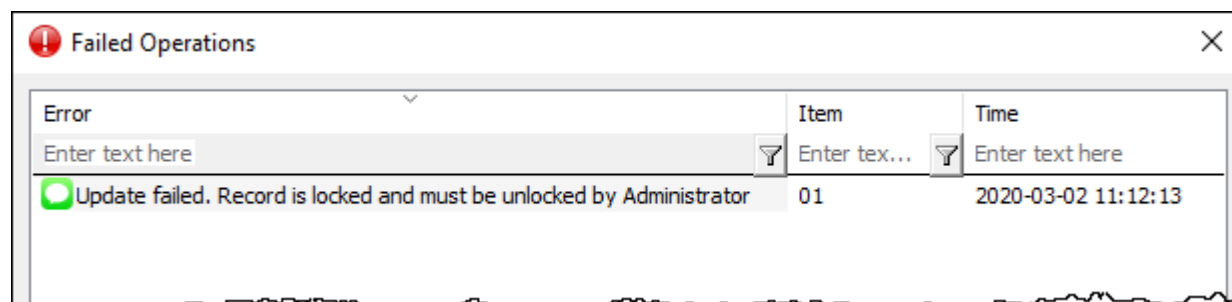 Failed Operations
Error Item Time
Enter text here Enter tex... Enter text here
Update failed. Record is locked and must be unlocked by Administrator 01 2020-03-02 11:12:13